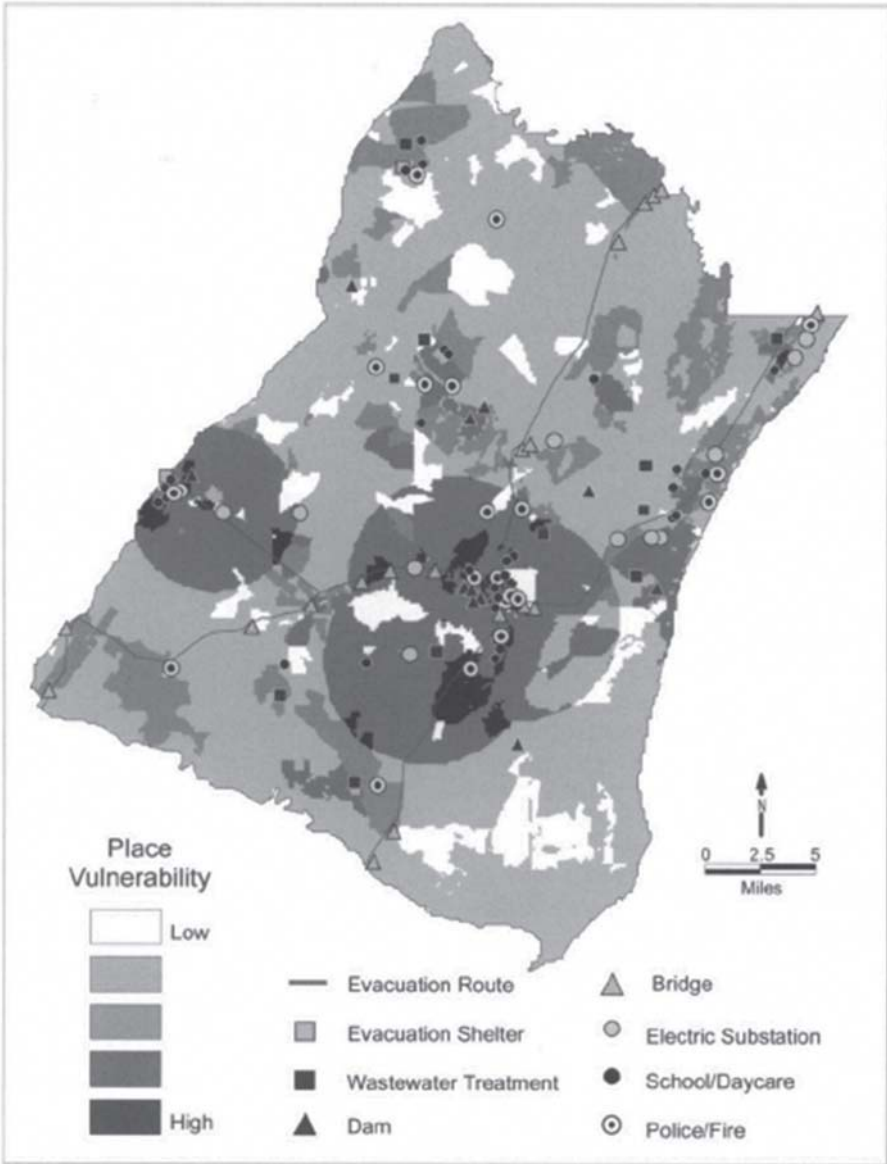 N
0 2.5 5
Miles
Place
Vulnerability
Low
High
Evacuation Route
Evacuation Shelter
Wastewater Treatment
Dam
Bridge
Electric Substation
School/Daycare
Police/Fire